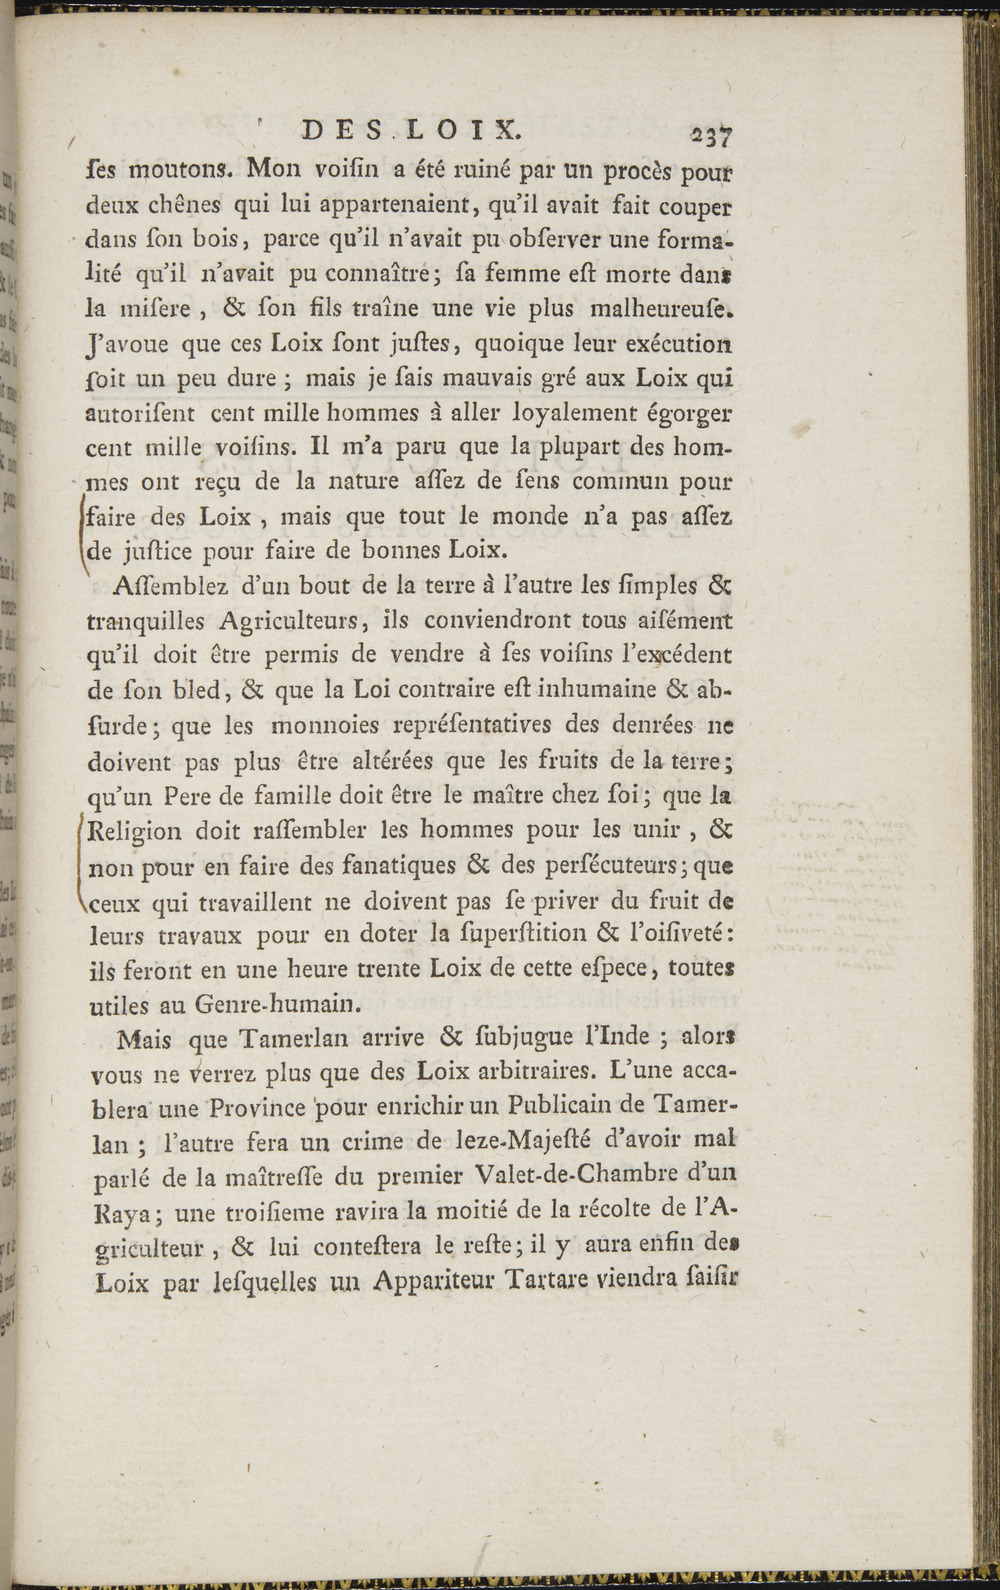 DES LOIX. 237
ſes moutons. Mon voiſin a été ruiné par un procès pour
deux chênes qui lui appartenaient, qu'il avait fait couper
dans ſon bois, parce qu'il n'avait pu obſerver une forma-
lité qu'il n'avait pu connaître; ſa femme eſt morte dans
la miſere, & ſon fils traîne une vie plus malheureuſe.
J'avoue que ces Loix ſont juſtes, quoique leur exécution
ſoit un peu dure; mais je ſais mauvais gré aux Loix qui
autoriſent cent mille hommes à aller loyalement égorger
cent mille voiſins. Il m'a paru que la plupart des hom-
mes ont reçu de la nature aſſez de ſens commun pour
faire des Loix, mais que tout le monde n'a pas aſſez
de juſtice pour faire de bonnes Loix.
Aſſemblez d'un bout de la terre à l'autre les ſimples &
tranquilles Agriculteurs, ils conviendront tous aiſément
qu'il doit être permis de vendre à ſes voiſins l'excédent
de ſon bled, & que la Loi contraire eſt inhumaine & ab-
ſurde; que les monnoies repréſentatives des denrées ne
doivent pas plus être altérées que les fruits de la terre;
qu'un Pere de famille doit être le maître chez ſoi; que la
Religion doit raſſembler les hommes pour les unir, &
non pour en faire des fanatiques & des perſécuteurs; que
ceux qui travaillent ne doivent pas ſe priver du fruit de
leurs travaux pour en doter la ſuperſtition & l'oiſiveté:
ils feront en une heure trente Loix de cette eſpece, toutes
utiles au Genre-humain.
Mais que Tamerlan arrive & ſubjugue l'Inde; alors
vous ne verrez plus que des Loix arbitraires. L'une acca-
blera une Province pour enrichir un Publicain de Tamer-
lan; l'autre fera un crime de leze-Majeſté d'avoir mal
parlé de la maîtreſſe du premier Valet-de-Chambre d'un
Raya; une troiſieme ravira la moitié de la récolte de l'A-
griculteur, & lui conteſtera le reſte; il y aura enfin des
Loix par leſquelles un Appariteur Tartare viendra ſaiſir